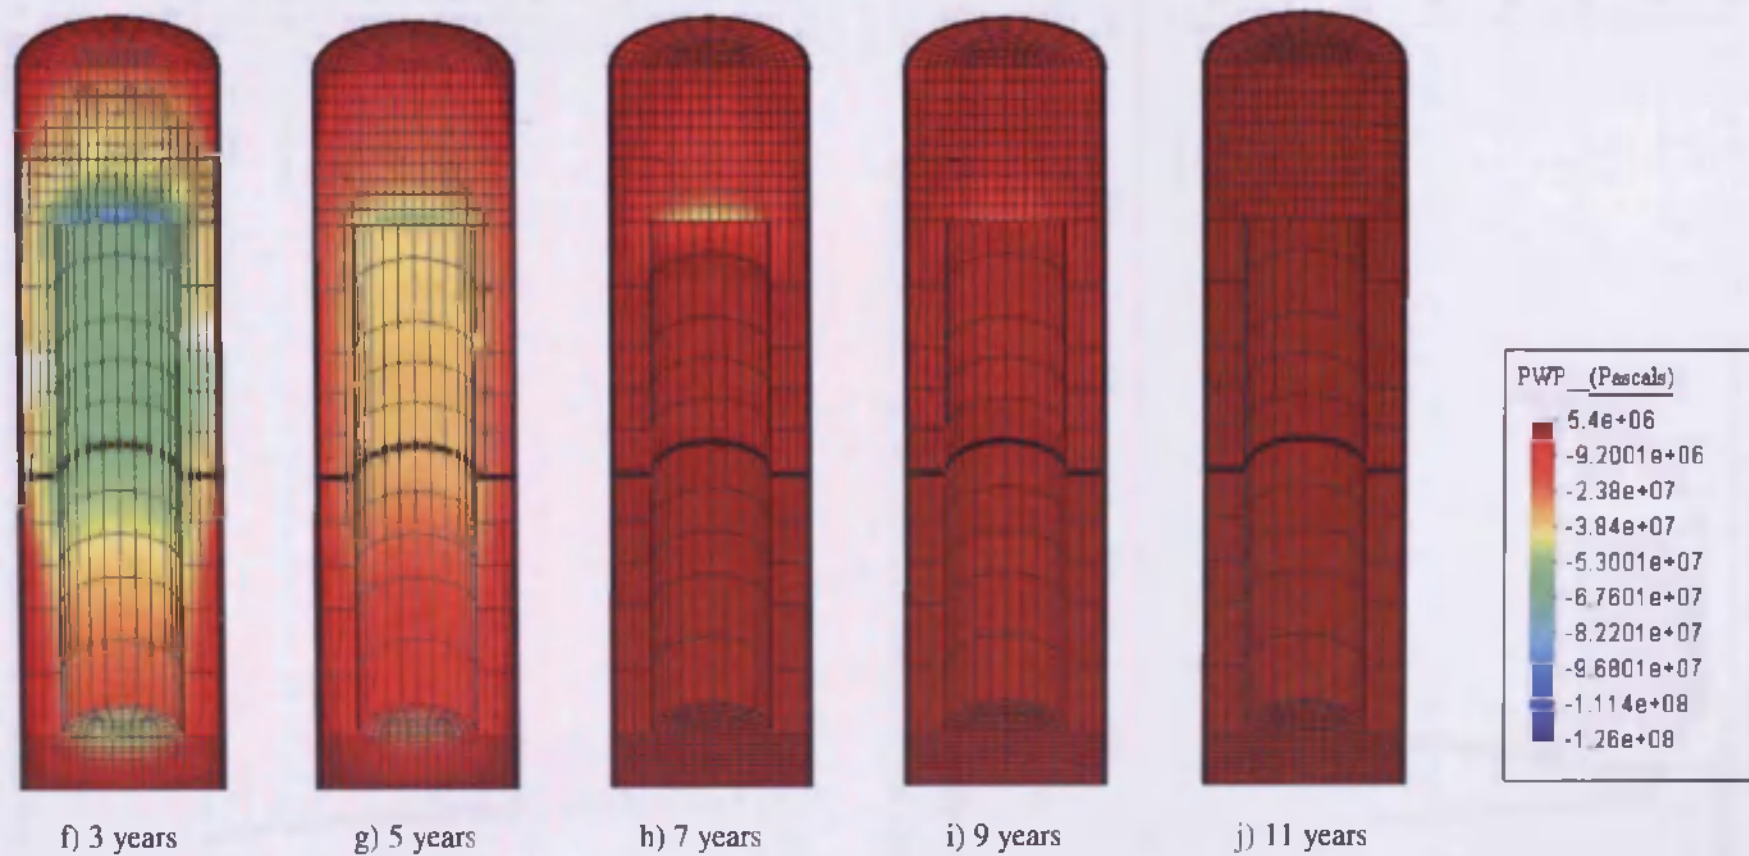 PWP__(Pascals)
5.4e+06
-9.2001e+06
-2.38e+07
-3.84e+07
-5.3001e+07
-6.7601e+07
-8.2201e+07
-9.6801e+07
-1.114e+08
-1.26e+08
f) 3 years
g) 5 years
h) 7 years
i) 9 years
j) 11 years